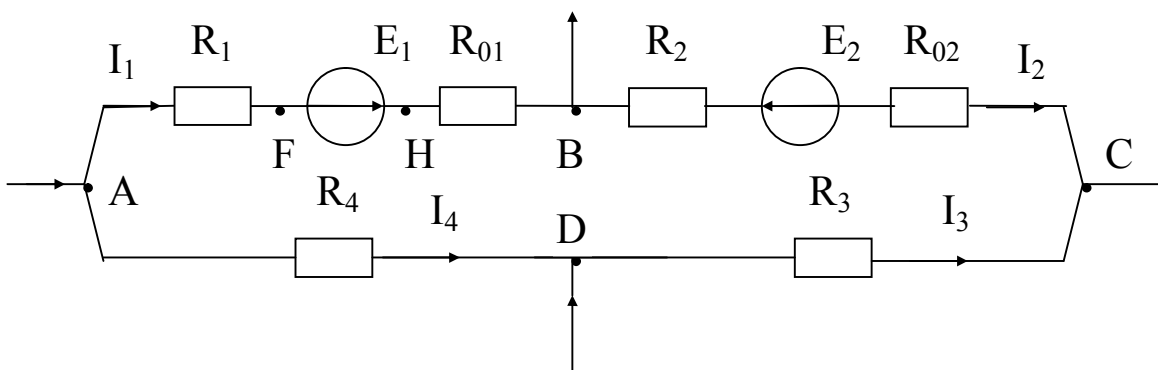 I₁ R₁ E₁ R₀₁ R₂ E₂ R₀₂ I₂
F H B
A C
R₄ I₄ D R₃ I₃